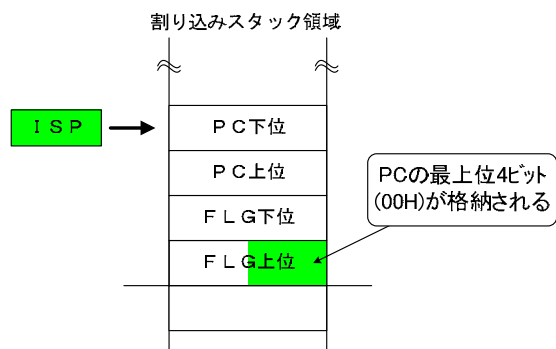 割り込みスタック領域
ＩＳＰ
ＰＣ下位
ＰＣ上位
ＦＬＧ下位
ＦＬＧ上位
PCの最上位4ビット
(00H)が格納される